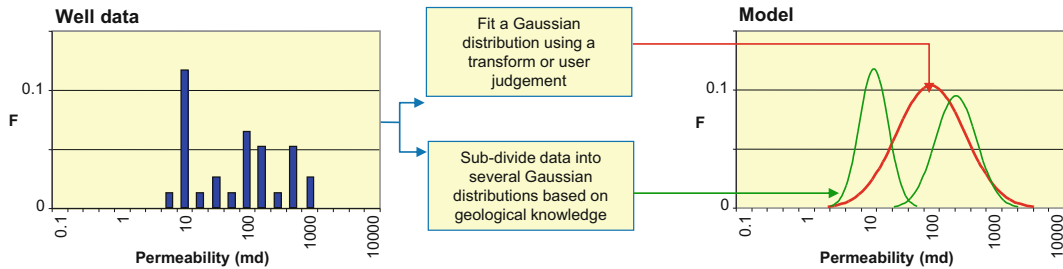 Well data
0.1
F
0
0.1
1
10
100
1000
10000
Permeability (md)
Fit a Gaussian
distribution using a
transform or user
judgement
Sub-divide data into
several Gaussian
distributions based on
geological knowledge
Model
0.1
F
0
0.1
1
10
100
1000
10000
Permeability (md)